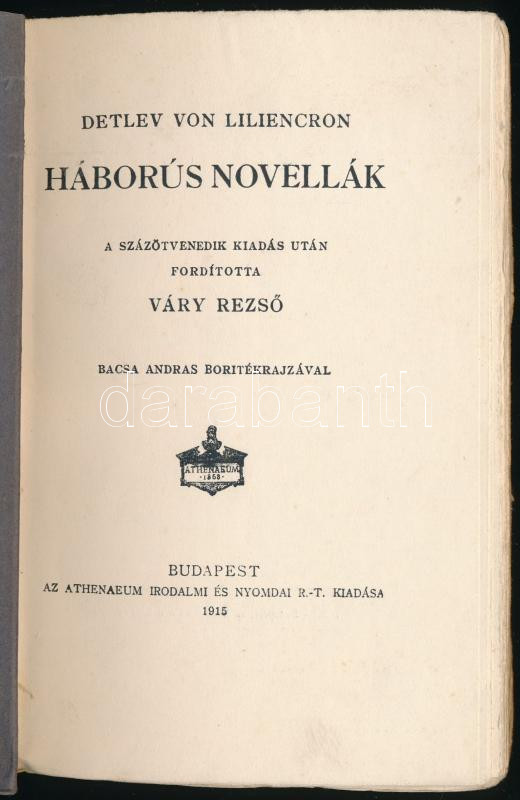 DETLEV VON LILIENCRON
HÁBORÚS NOVELLÁK
A SZÁZÖTVENEDIK KIADÁS UTÁN
FORDÍTOTTA
VÁRY REZSŐ
BACSA ANDRAS BORITÉKRAJZÁVAL
darabanth
ATHENAEUM
·1868·
BUDAPEST
AZ ATHENAEUM IRODALMI ÉS NYOMDAI R.-T. KIADÁSA
1915